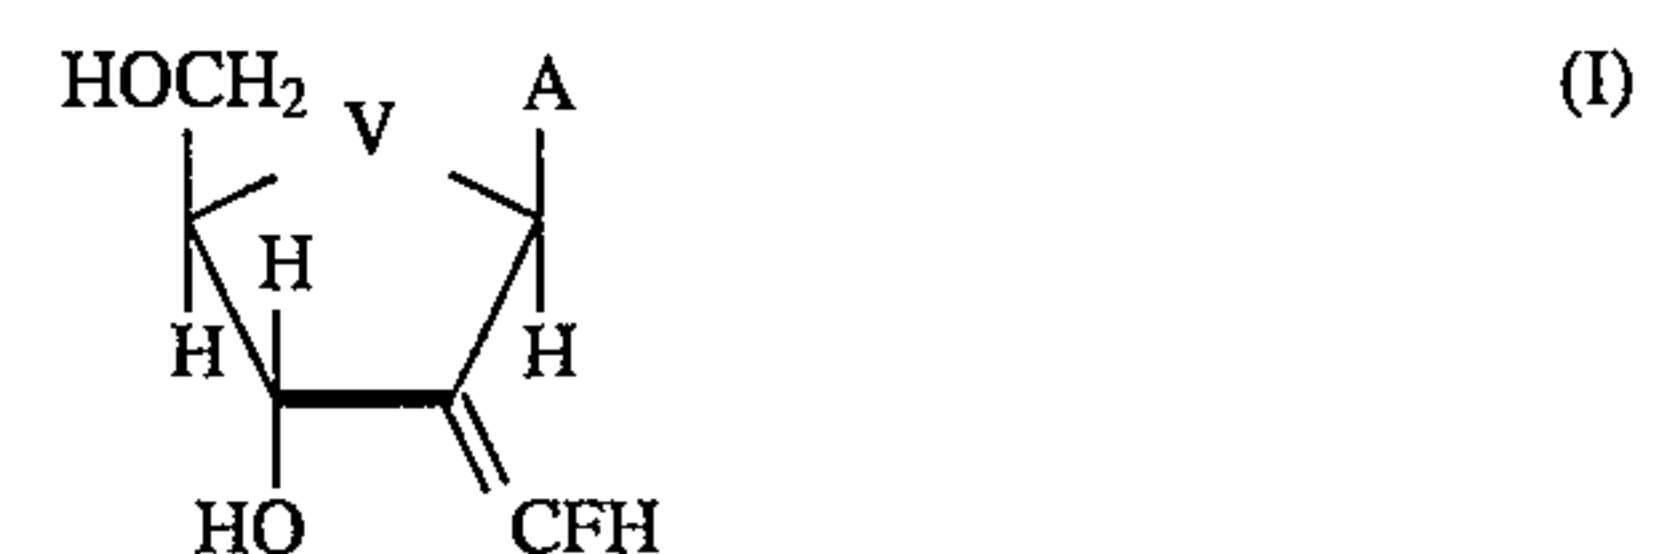 HOCH₂ V A (I)
H
H H
HO CFH